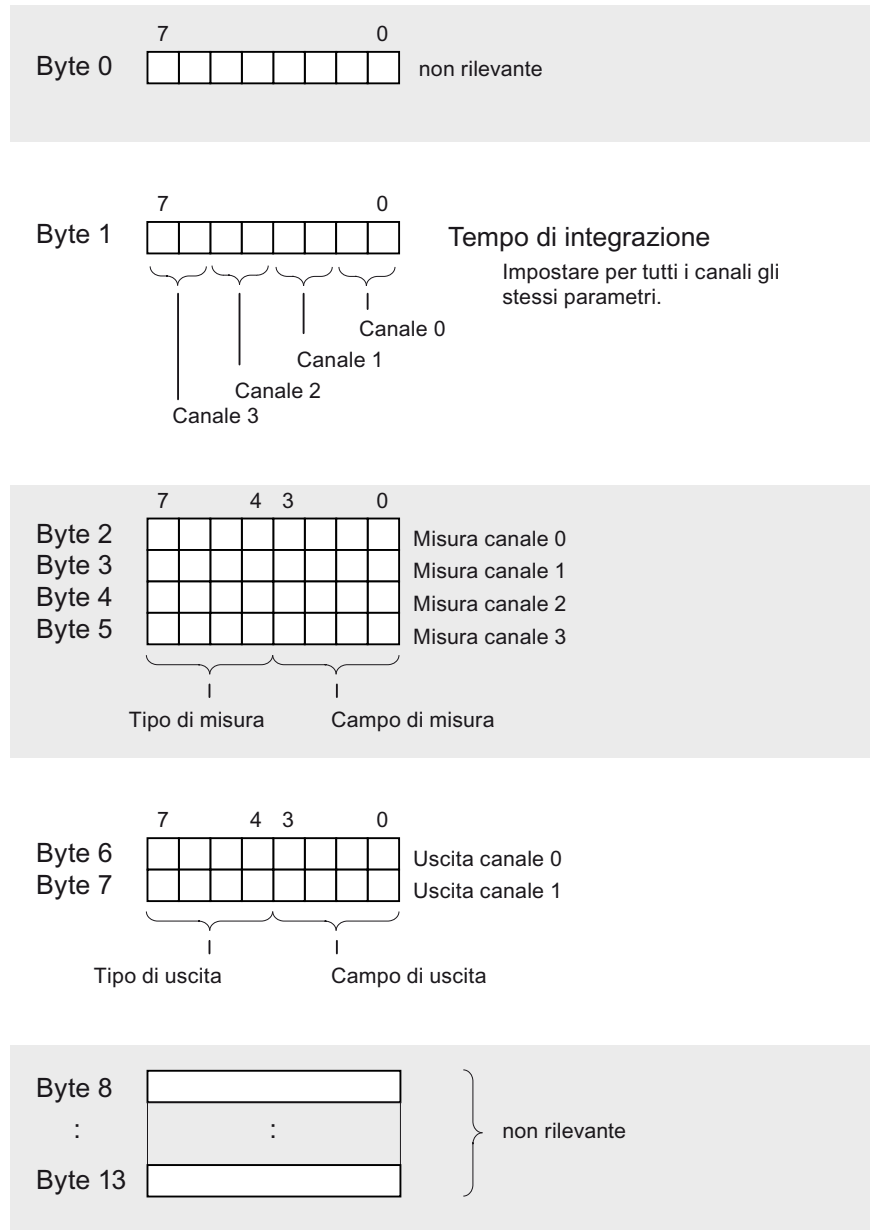 7 0
Byte 0 non rilevante
7 0
Byte 1 Tempo di integrazione
Impostare per tutti i canali gli
stessi parametri.
Canale 0
Canale 1
Canale 2
Canale 3
7 4 3 0
Byte 2 Misura canale 0
Byte 3 Misura canale 1
Byte 4 Misura canale 2
Byte 5 Misura canale 3
Tipo di misura Campo di misura
7 4 3 0
Byte 6 Uscita canale 0
Byte 7 Uscita canale 1
Tipo di uscita Campo di uscita
Byte 8
: : non rilevante
Byte 13